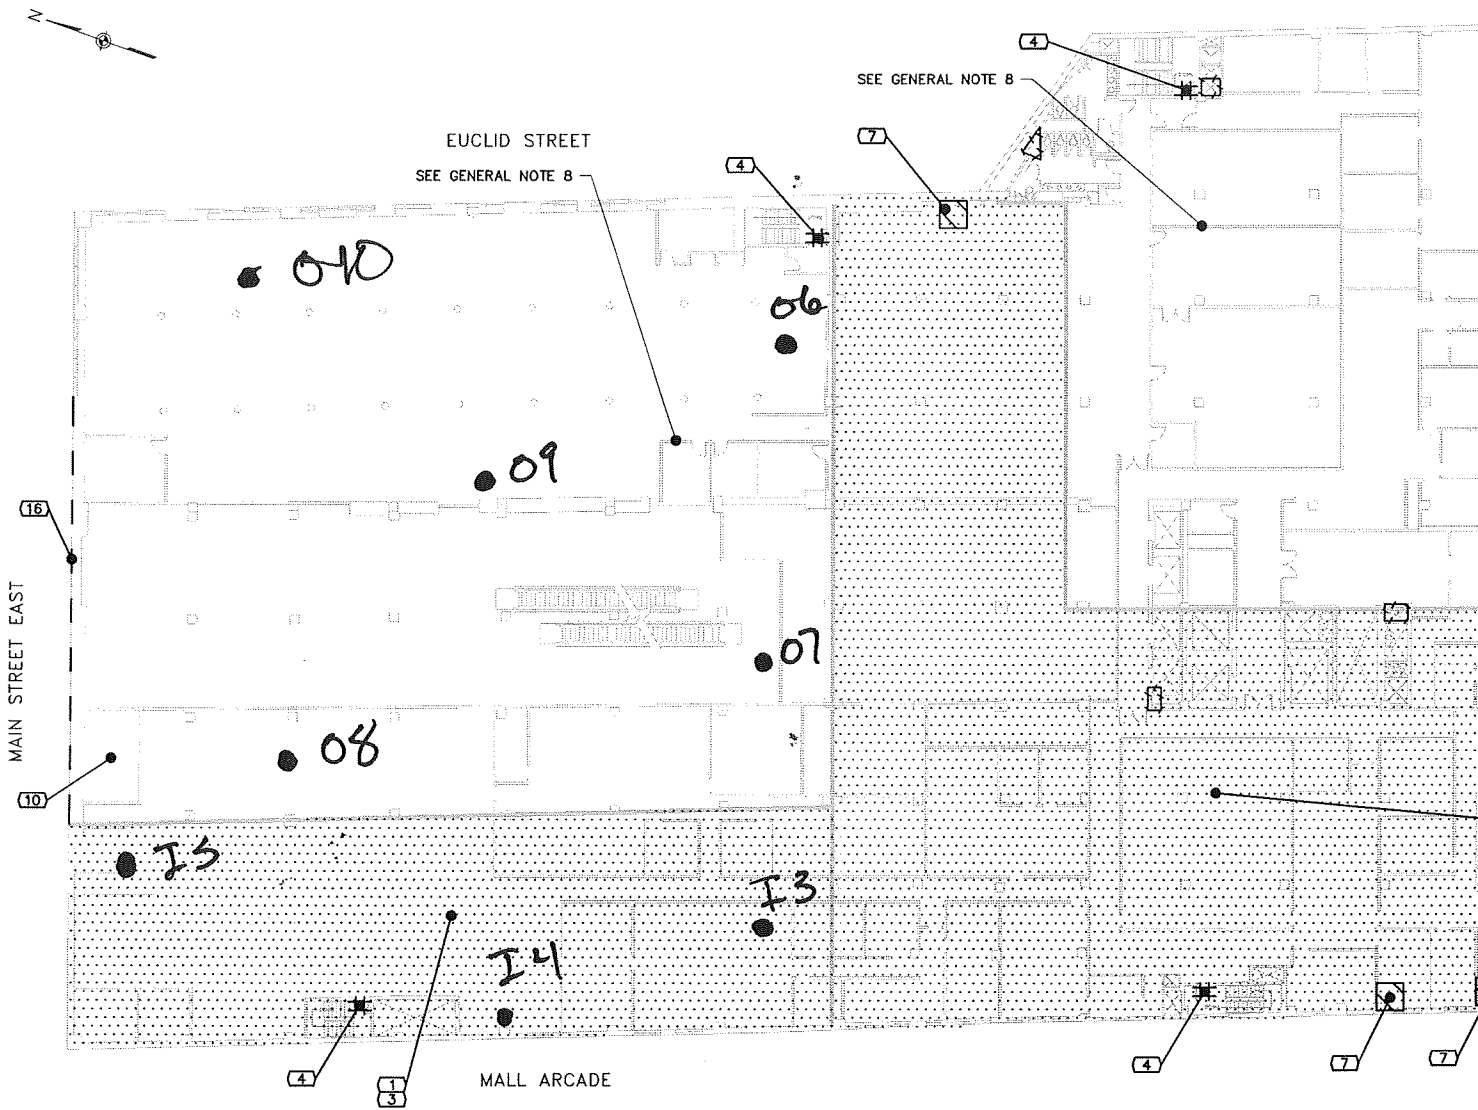 N
4
SEE GENERAL NOTE 8
7
EUCLID STREET
SEE GENERAL NOTE 8
4
O10
O6
O9
16
MAIN STREET EAST
O7
O8
10
I5
I3
I4
4
1
3
MALL ARCADE
4
7
7